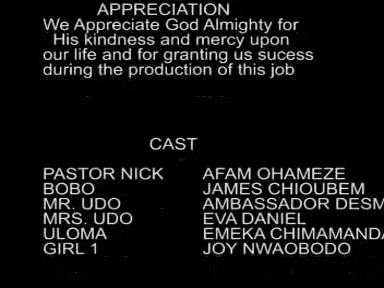 APPRECIATION
We Appreciate God Almighty for
His kindness and mercy upon
our life and for granting us sucess
during the production of this job
CAST
PASTOR NICK AFAM OHAMEZE
BOBO JAMES CHIOUBEM
MR. UDO AMBASSADOR DESM
MRS. UDO EVA DANIEL
ULOMA EMEKA CHIMAMANDA
GIRL 1 JOY NWAOBODO